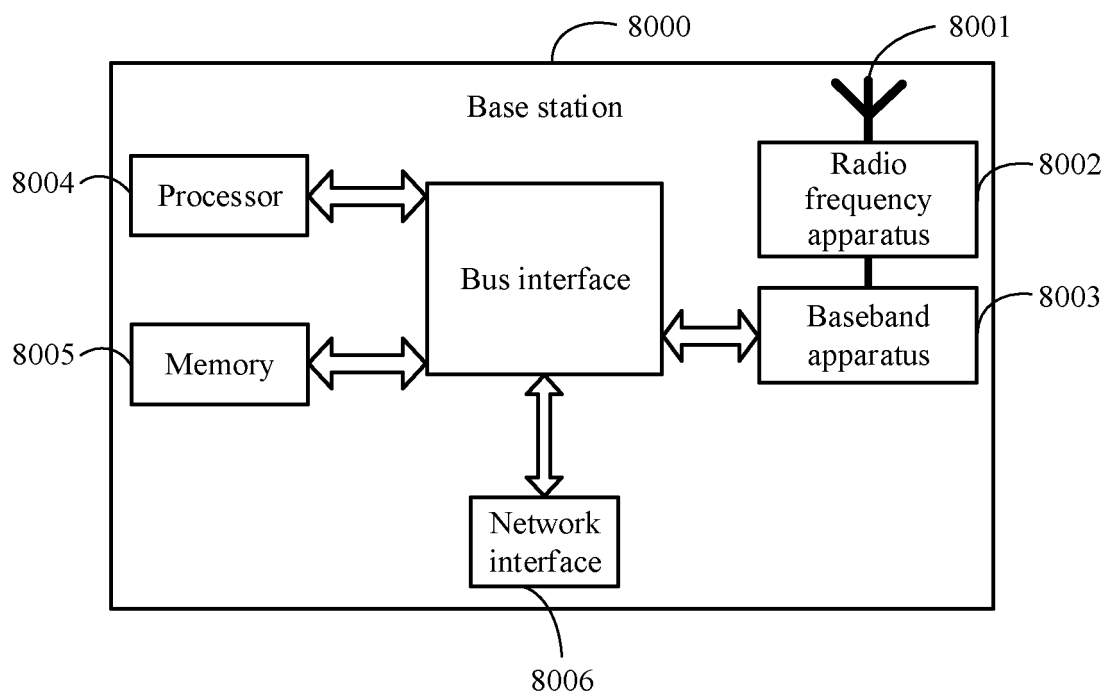 8000
8001
Base station
8004
Processor
Radio
frequency
apparatus
8002
Bus interface
8003
Baseband
apparatus
8005
Memory
Network
interface
8006